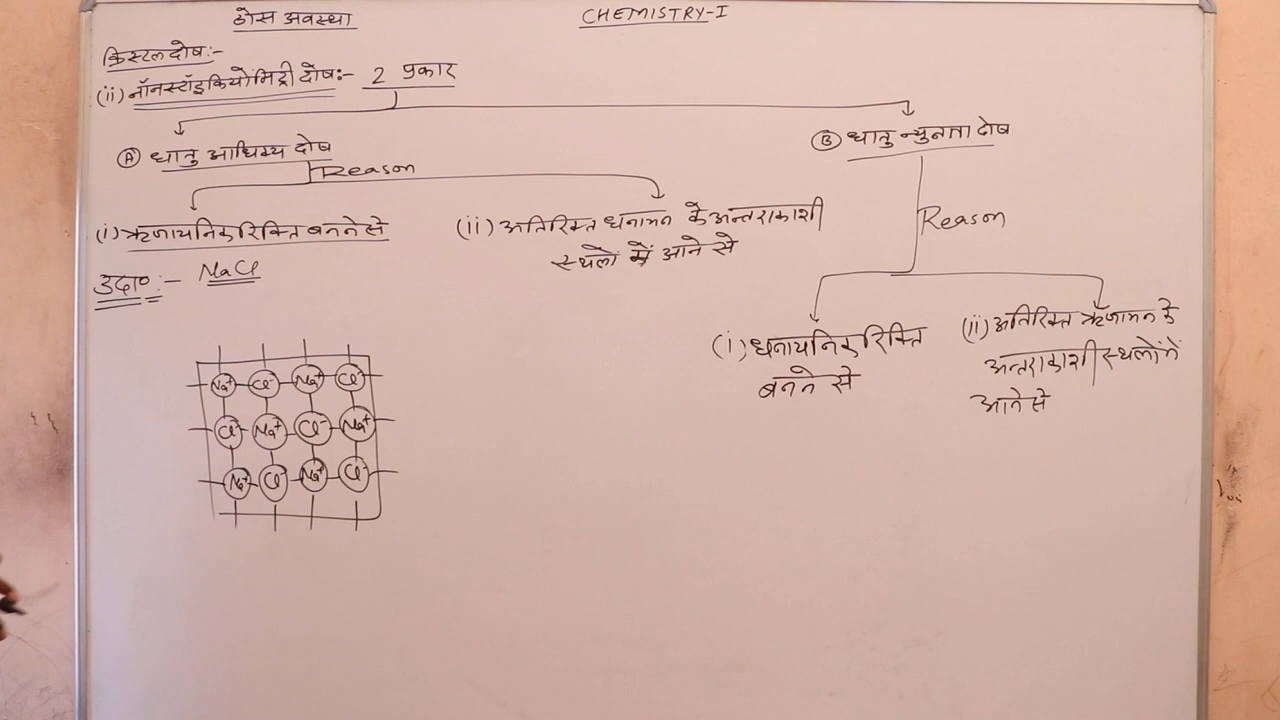 ठोस अवस्था
CHEMISTRY-I
क्रिस्टल दोष:-
(ii) नॉनस्टॉइकियोमिट्री दोष:- 2 प्रकार
(A) धातु आधिक्य दोष
(B) धातु न्युनता दोष
Reason
(i) ऋणायनिक रिक्ति बनने से
(ii) अतिरिक्त धनायन के अन्तराकाशी
स्थलों में आने से
Reason
उदा०:- NaCl
(i) धनायनिक रिक्ति
बनने से
(ii) अतिरिक्त ऋणायन के
अन्तराकाशी स्थलों में
आने से
Na+ Cl- Na+ Cl-
Cl- Na+ Cl- Na+
Na+ Cl- Na+ Cl-